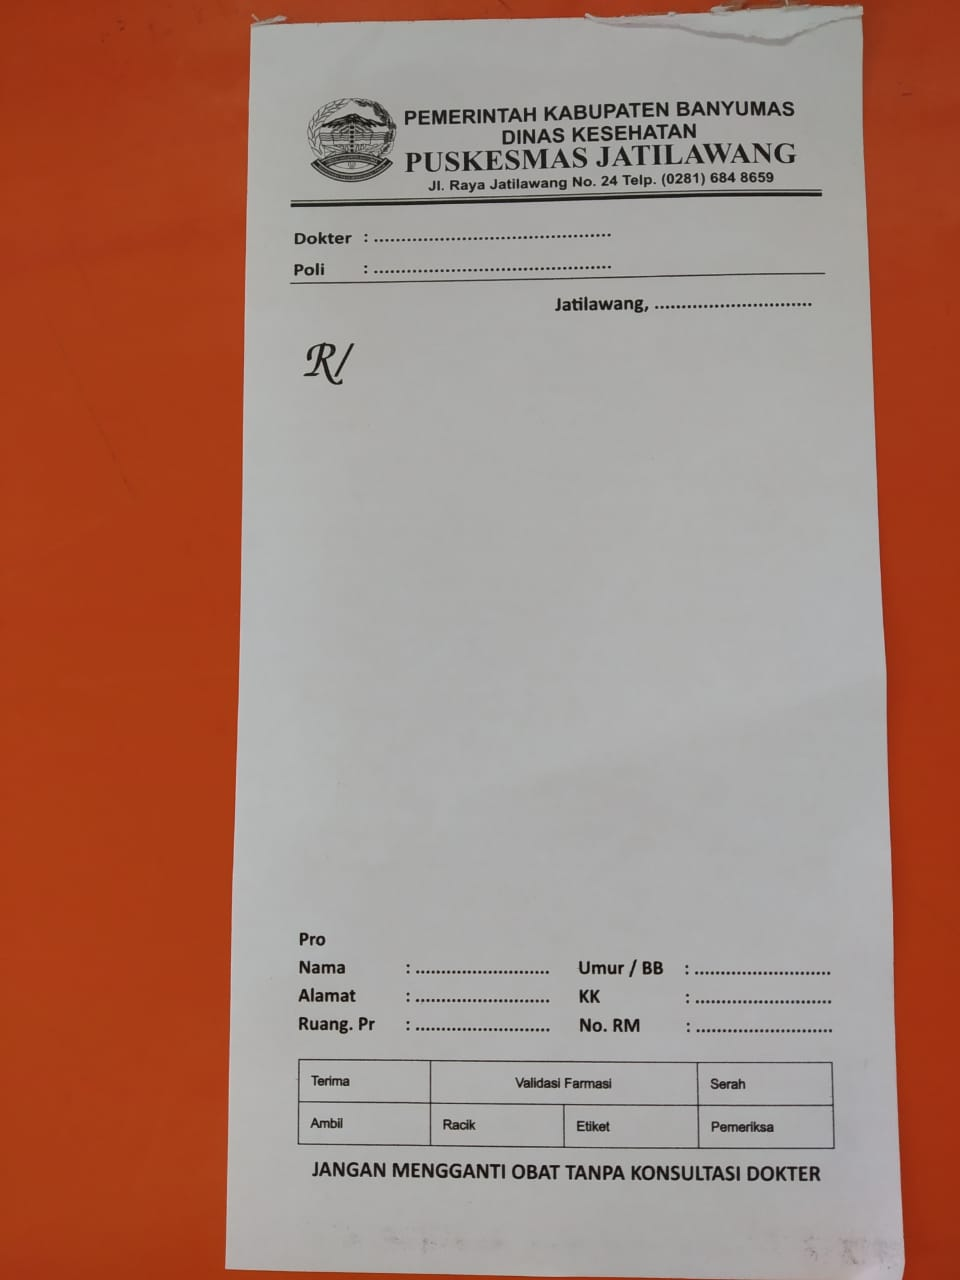 PEMERINTAH KABUPATEN BANYUMAS
DINAS KESEHATAN
PUSKESMAS JATILAWANG
Jl. Raya Jatilawang No. 24 Telp. (0281) 684 8659
Dokter : ............................................
Poli : ............................................
Jatilawang, ..............................
R/
Pro
Nama : .......................... Umur / BB : ..........................
Alamat : .......................... KK : ..........................
Ruang. Pr : .......................... No. RM : ..........................
Terima Validasi Farmasi Serah
Ambil Racik Etiket Pemeriksa
JANGAN MENGGANTI OBAT TANPA KONSULTASI DOKTER